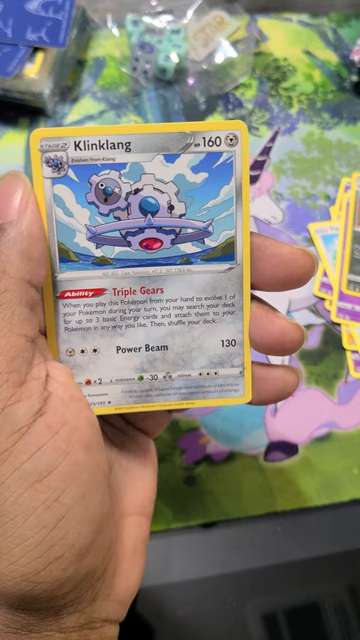 STAGE 2 Klinklang HP 160
Evolves from Klang
Ability Triple Gears
When you play this Pokémon from your hand to evolve 1 of
your Pokémon during your turn, you may search your deck
for up to 3 basic Energy cards and attach them to your
Pokémon in any way you like. Then, shuffle your deck.
Power Beam 130
×2 resistance -30 retreat